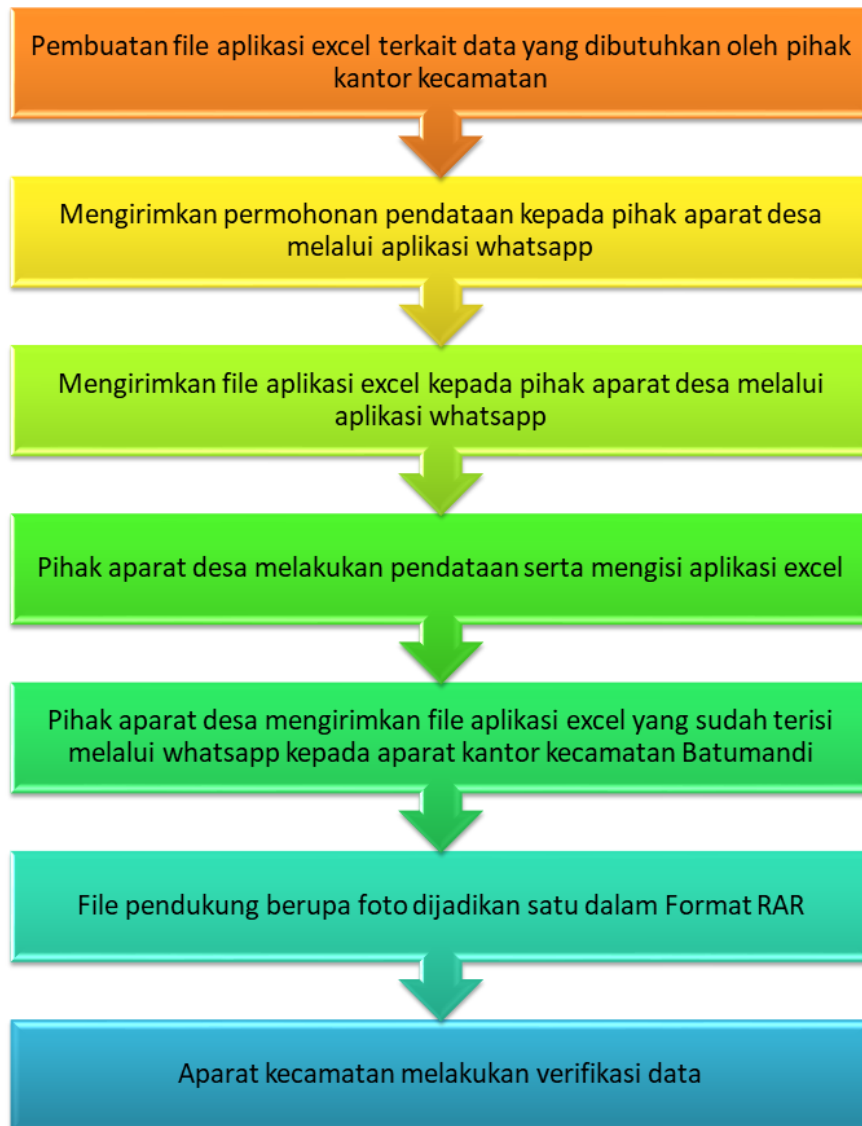 Pembuatan file aplikasi excel terkait data yang dibutuhkan oleh pihak
kantor kecamatan
Mengirimkan permohonan pendataan kepada pihak aparat desa
melalui aplikasi whatsapp
Mengirimkan file aplikasi excel kepada pihak aparat desa melalui
aplikasi whatsapp
Pihak aparat desa melakukan pendataan serta mengisi aplikasi excel
Pihak aparat desa mengirimkan file aplikasi excel yang sudah terisi
melalui whatsapp kepada aparat kantor kecamatan Batumandi
File pendukung berupa foto dijadikan satu dalam Format RAR
Aparat kecamatan melakukan verifikasi data